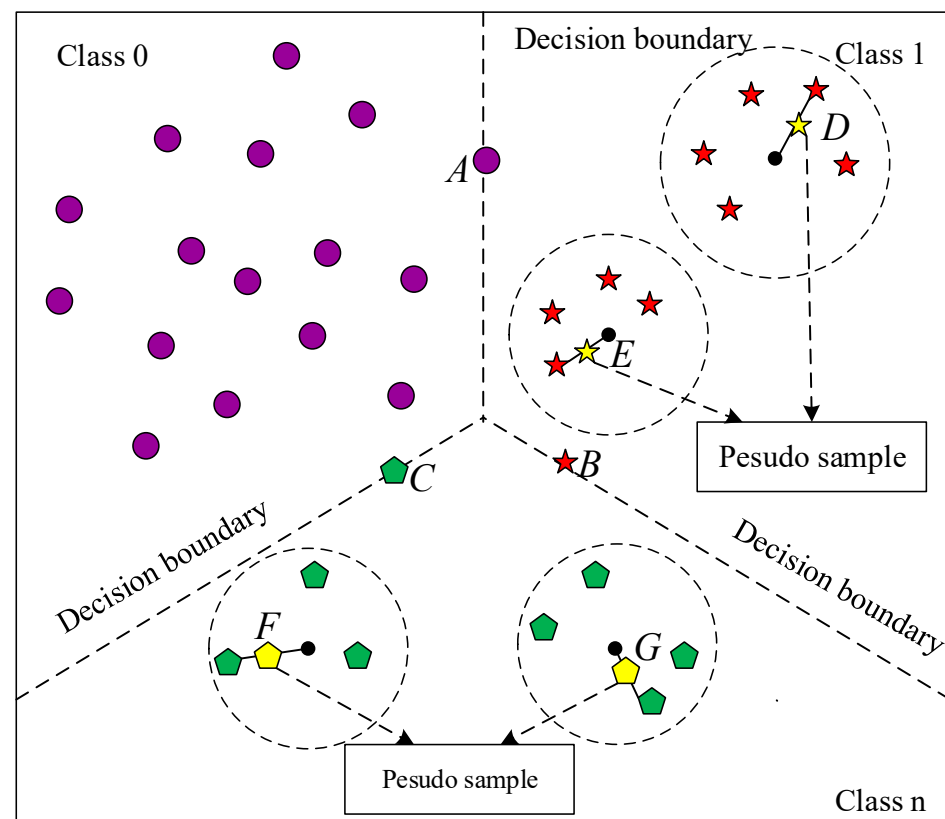 Decision boundary
Class 0
Class 1
D
A
E
Pesudo sample
B
C
Decision boundary
Decision boundary
F
G
Pesudo sample
Class n